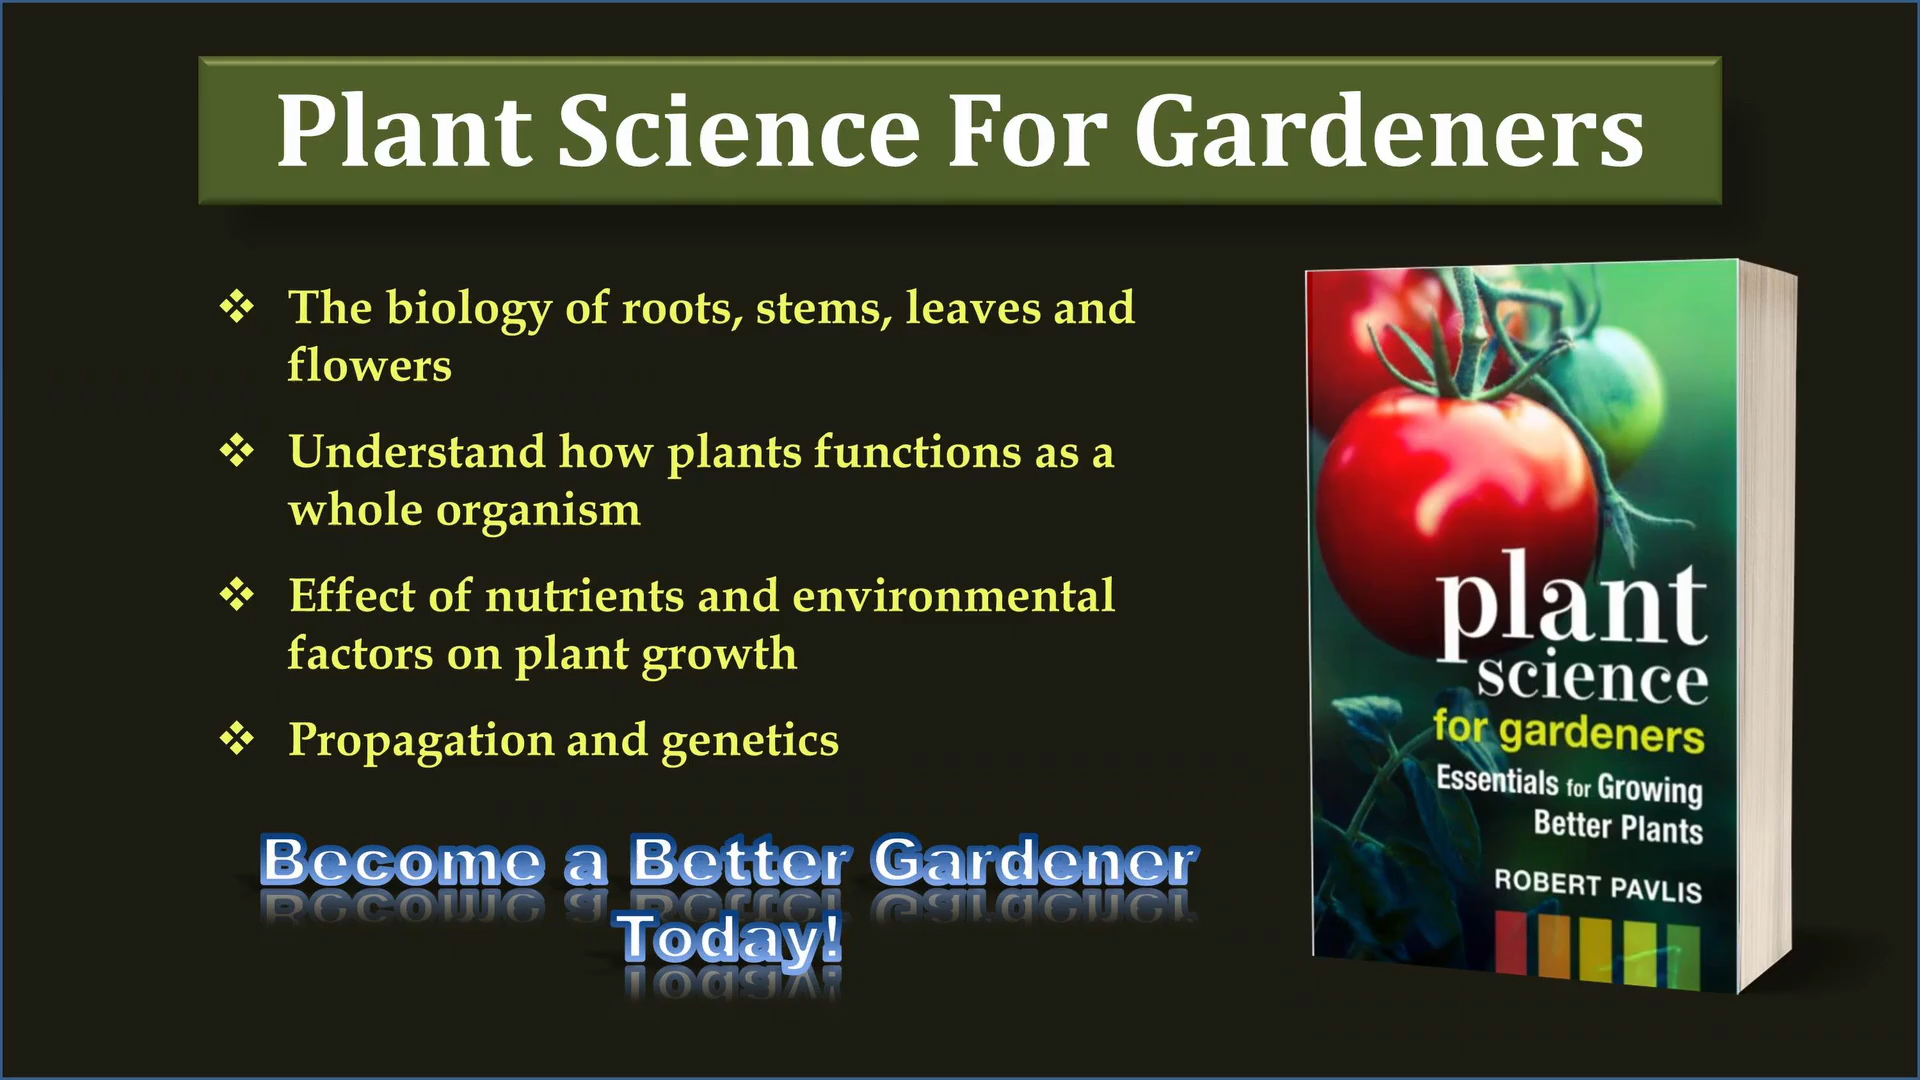 Plant Science For Gardeners
❖ The biology of roots, stems, leaves and
flowers
❖ Understand how plants functions as a
whole organism
❖ Effect of nutrients and environmental
factors on plant growth
❖ Propagation and genetics
Become a Better Gardener
Today!
plant
science
for gardeners
Essentials for Growing
Better Plants
ROBERT PAVLIS